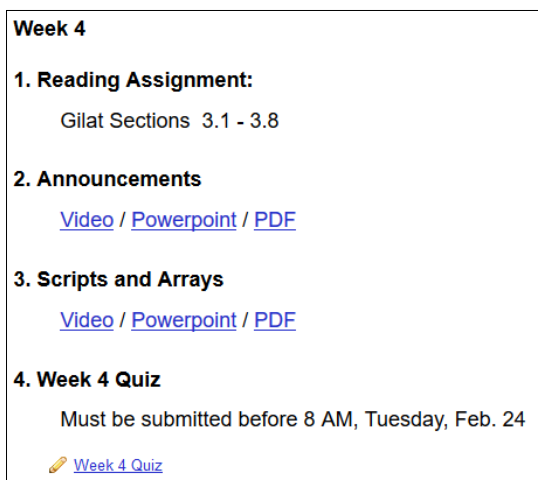 Week 4
1. Reading Assignment:
Gilat Sections 3.1 - 3.8
2. Announcements
Video / Powerpoint / PDF
3. Scripts and Arrays
Video / Powerpoint / PDF
4. Week 4 Quiz
Must be submitted before 8 AM, Tuesday, Feb. 24
Week 4 Quiz